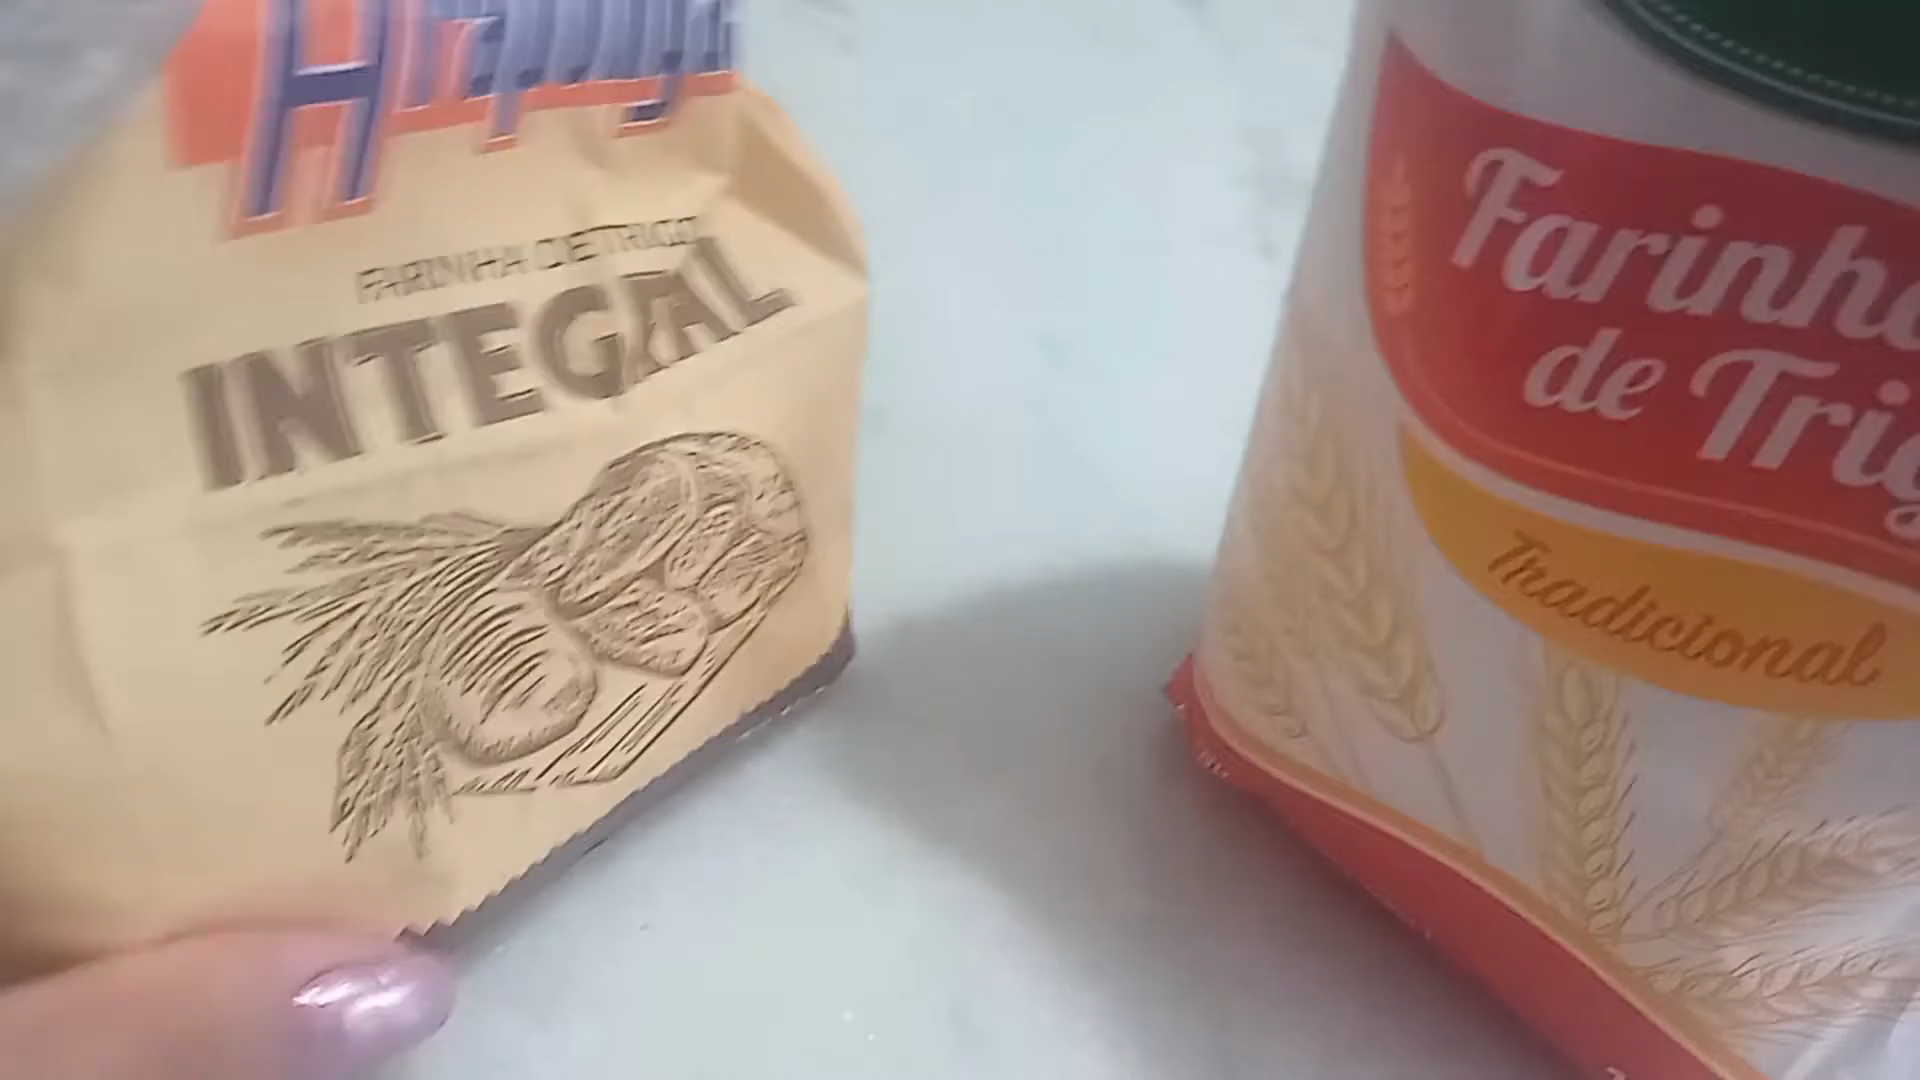 FARINHA DE TRIGO
INTEGRAL
Farinha
de Trig
Tradicional